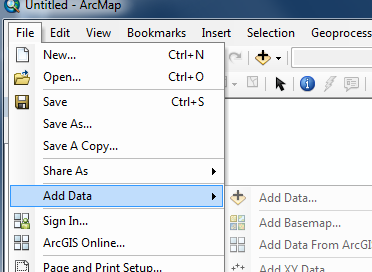 Untitled - ArcMap
File Edit View Bookmarks Insert Selection Geoprocess
New... Ctrl+N
Open... Ctrl+O
Save Ctrl+S
Save As...
Save A Copy...
Share As
Add Data
Add Data...
Sign In...
Add Basemap...
ArcGIS Online...
Add Data From ArcGI
Page and Print Setup...
Add XY Data